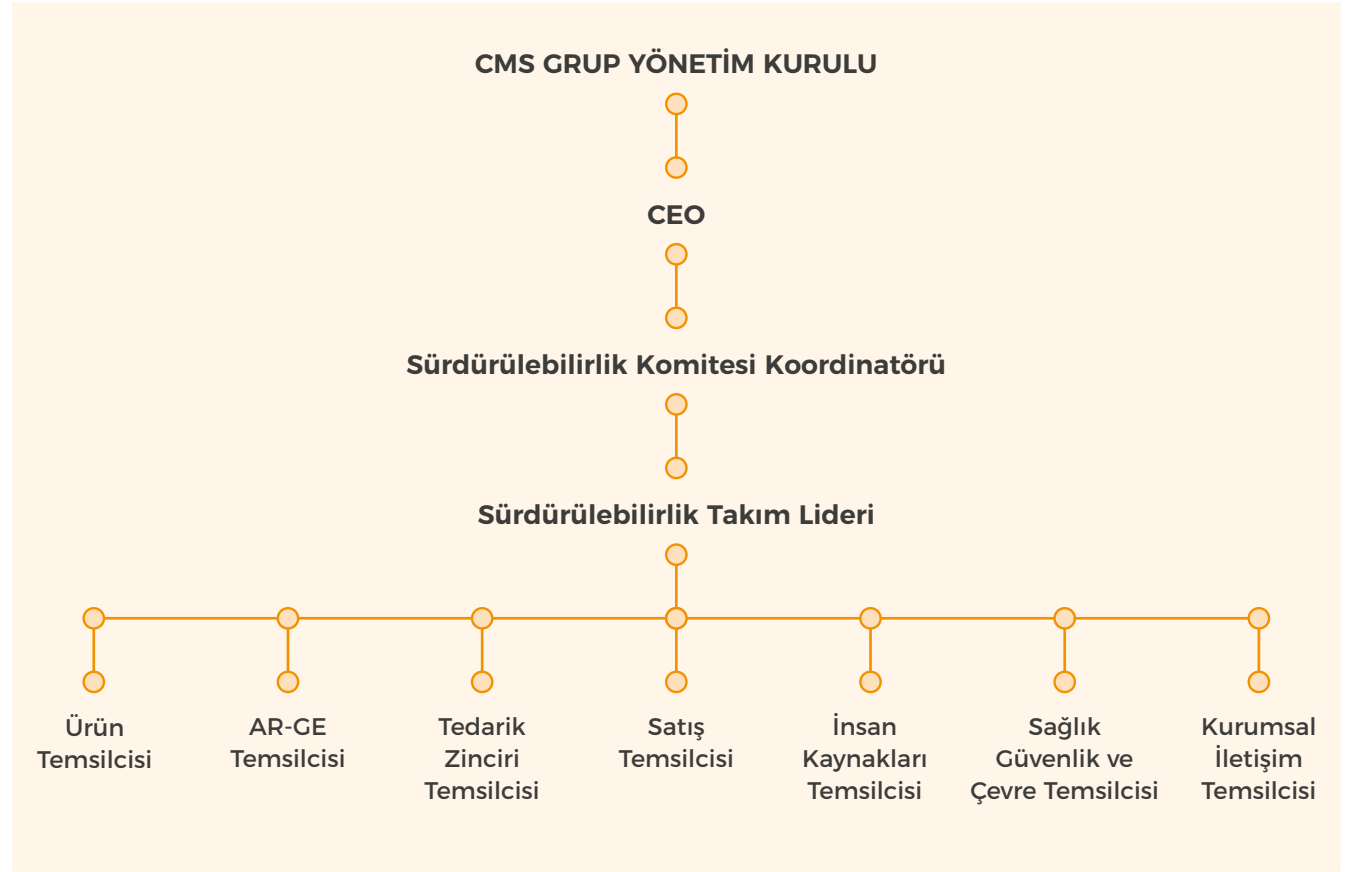 CMS GRUP YÖNETİM KURULU
CEO
Sürdürülebilirlik Komitesi Koordinatörü
Sürdürülebilirlik Takım Lideri
Ürün
Temsilcisi
AR-GE
Temsilcisi
Tedarik
Zinciri
Temsilcisi
Satış
Temsilcisi
İnsan
Kaynakları
Temsilcisi
Sağlık
Güvenlik ve
Çevre Temsilcisi
Kurumsal
İletişim
Temsilcisi